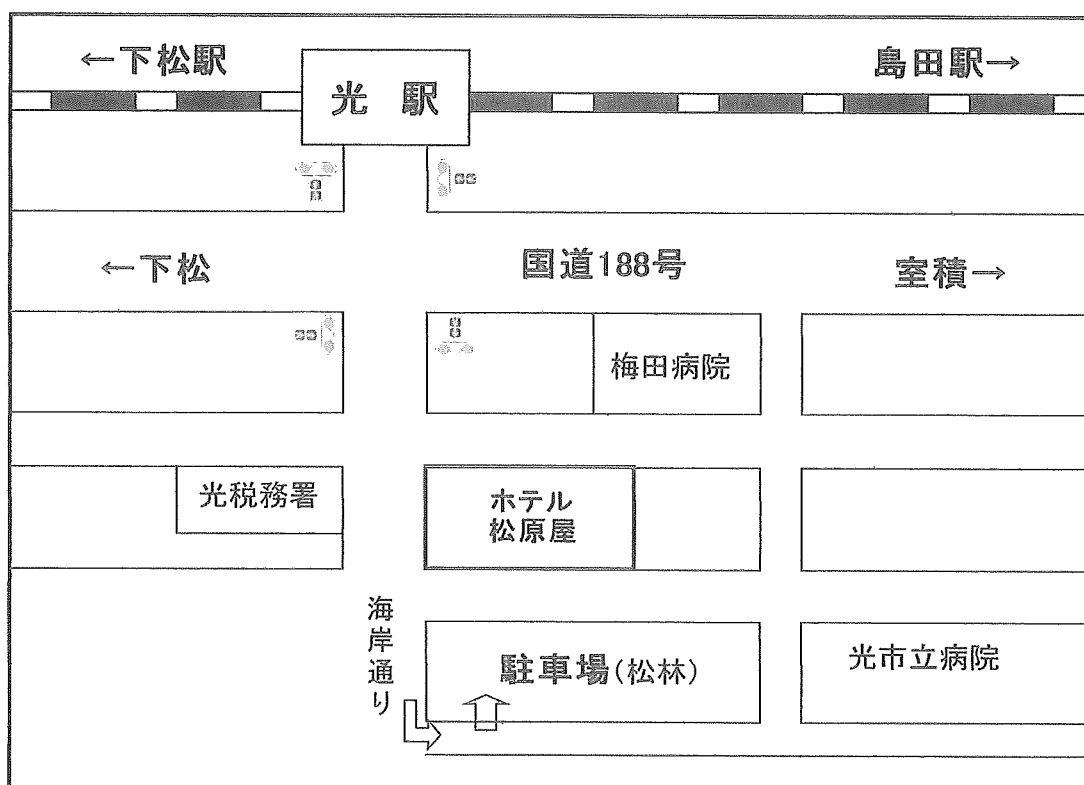 ←下松駅
島田駅→
光 駅
←下松
国道188号
室積→
梅田病院
光税務署
ホテル
松原屋
海岸通り
駐車場(松林)
光市立病院